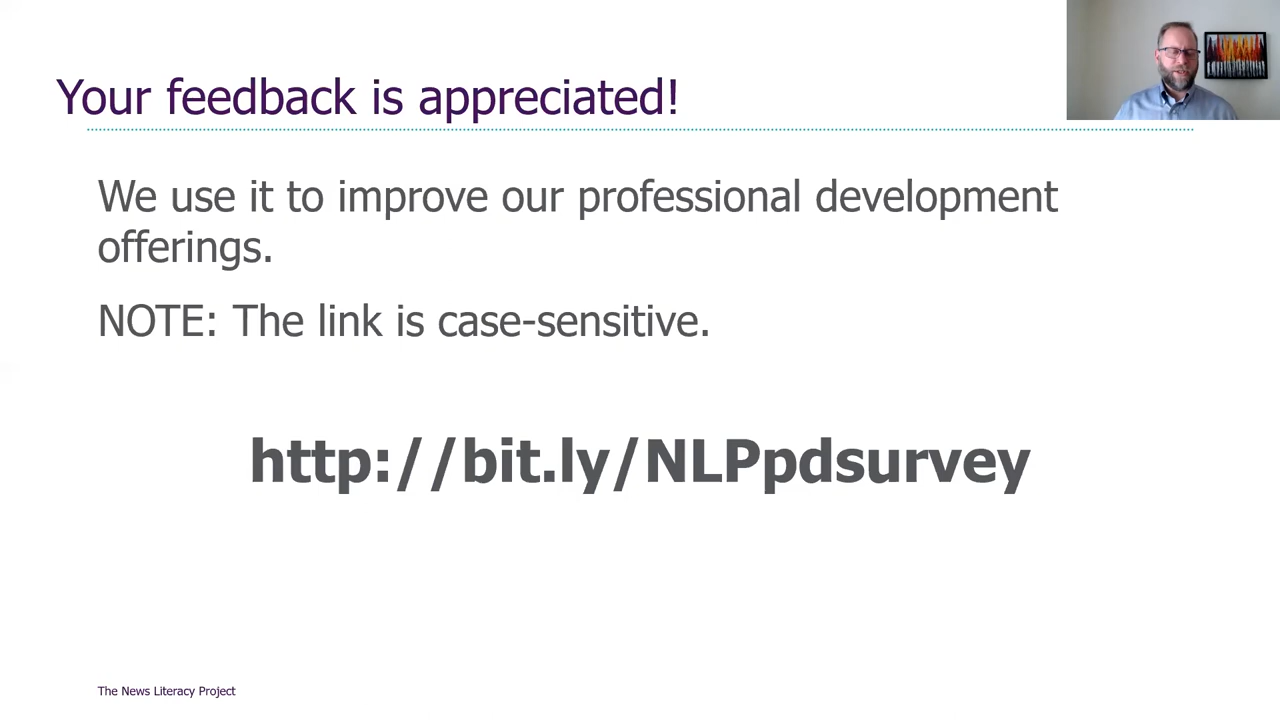 Your feedback is appreciated!
We use it to improve our professional development
offerings.
NOTE: The link is case-sensitive.
http://bit.ly/NLPpdsurvey
The News Literacy Project